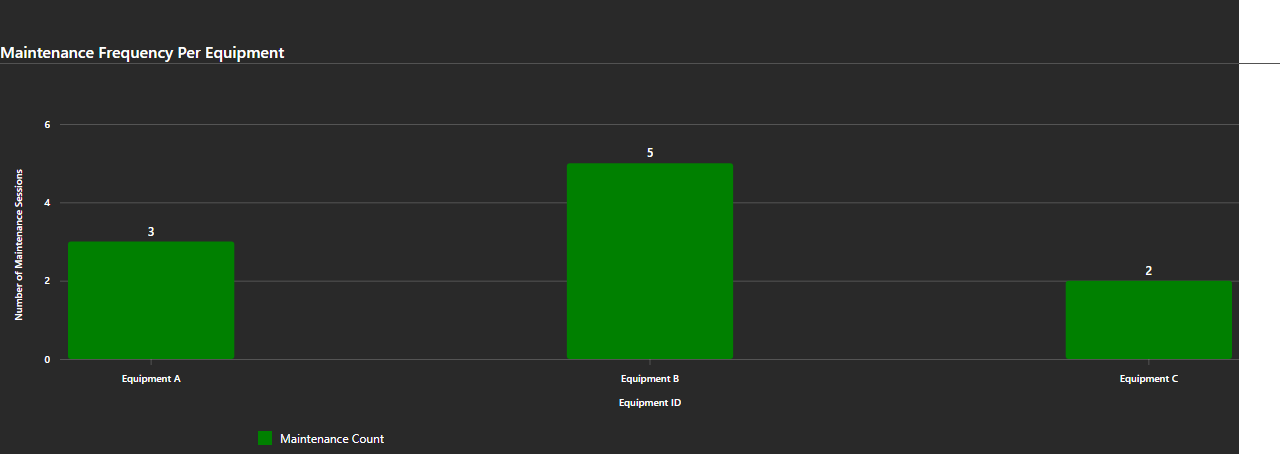 Maintenance Frequency Per Equipment
6
5
4
3
2
2
0
Number of Maintenance Sessions
Equipment A
Equipment B
Equipment C
Equipment ID
Maintenance Count